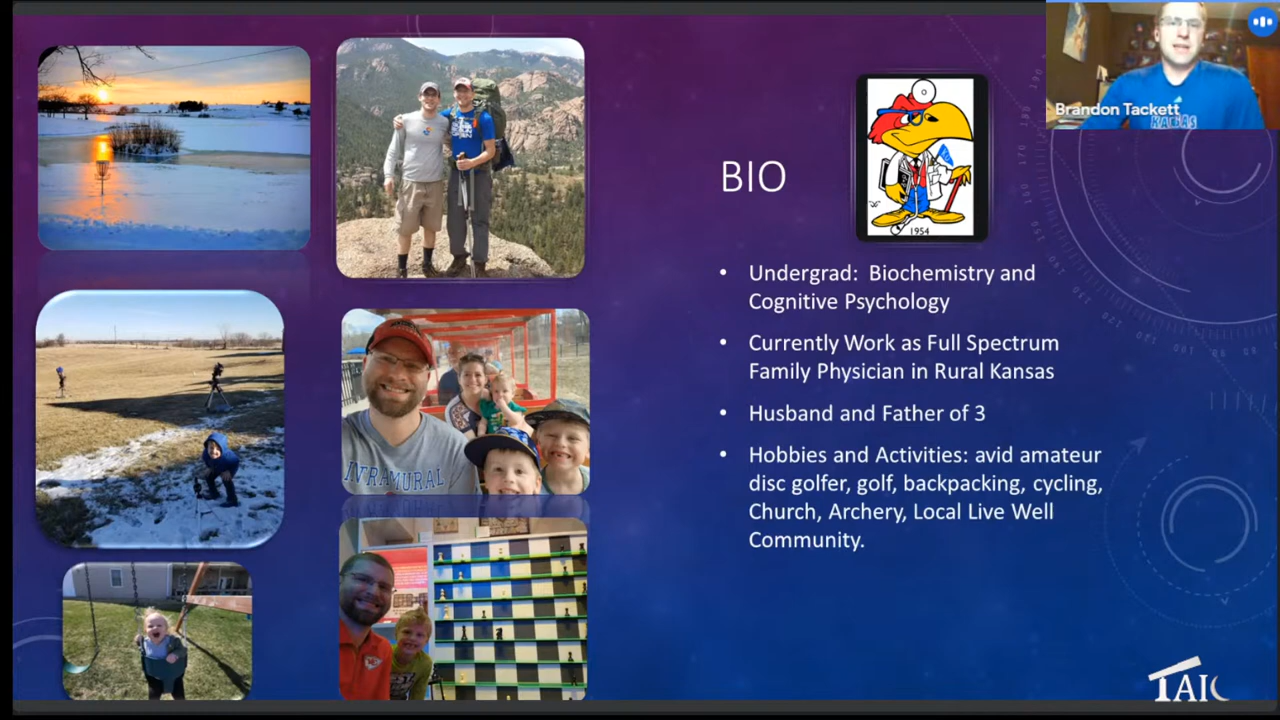 Brandon Tackett
KANSAS
BIO
1954
• Undergrad: Biochemistry and
Cognitive Psychology
• Currently Work as Full Spectrum
Family Physician in Rural Kansas
• Husband and Father of 3
• Hobbies and Activities: avid amateur
disc golfer, golf, backpacking, cycling,
Church, Archery, Local Live Well
Community.
INTRAMURAL
TAIC